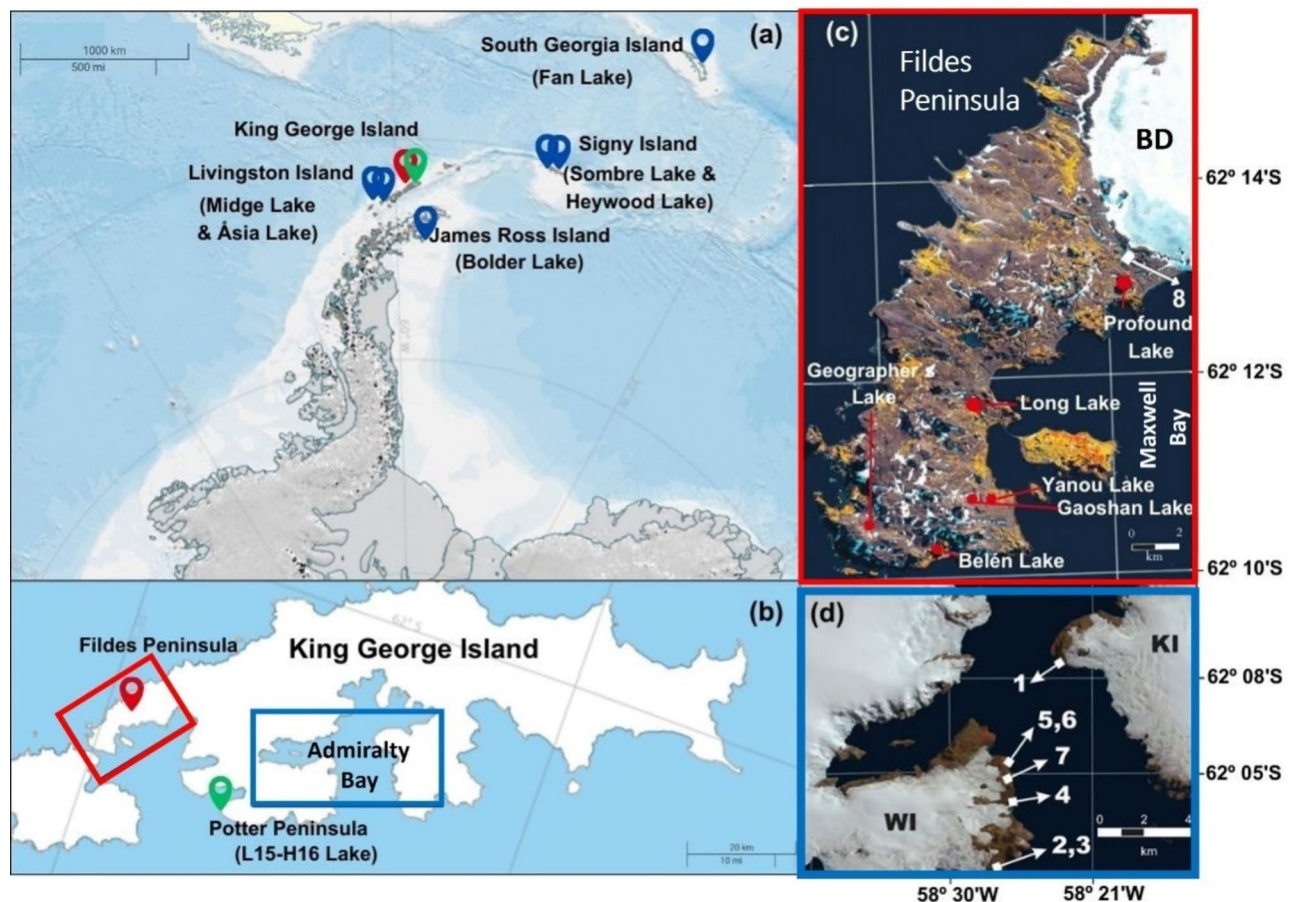 (a)
1000 km
500 mi
South Georgia Island
(Fan Lake)
King George Island
Livingston Island
(Midge Lake
& Åsia Lake)
Signy Island
(Sombre Lake &
Heywood Lake)
James Ross Island
(Bolder Lake)
(c)
Fildes
Peninsula
BD
62º 14'S
8
Profound
Lake
62º 12'S
Geographer
Lake
Long Lake
Maxwell
Bay
Yanou Lake
Gaoshan Lake
0 2
km
Belén Lake
62º 10'S
(b)
62° S
Fildes Peninsula
King George Island
Admiralty
Bay
Potter Peninsula
(L15-H16 Lake)
20 km
10 mi
(d)
KI
1
62º 08'S
5,6
7
62º 05'S
4
WI
0 2 4
km
2,3
58º 30'W
58º 21'W